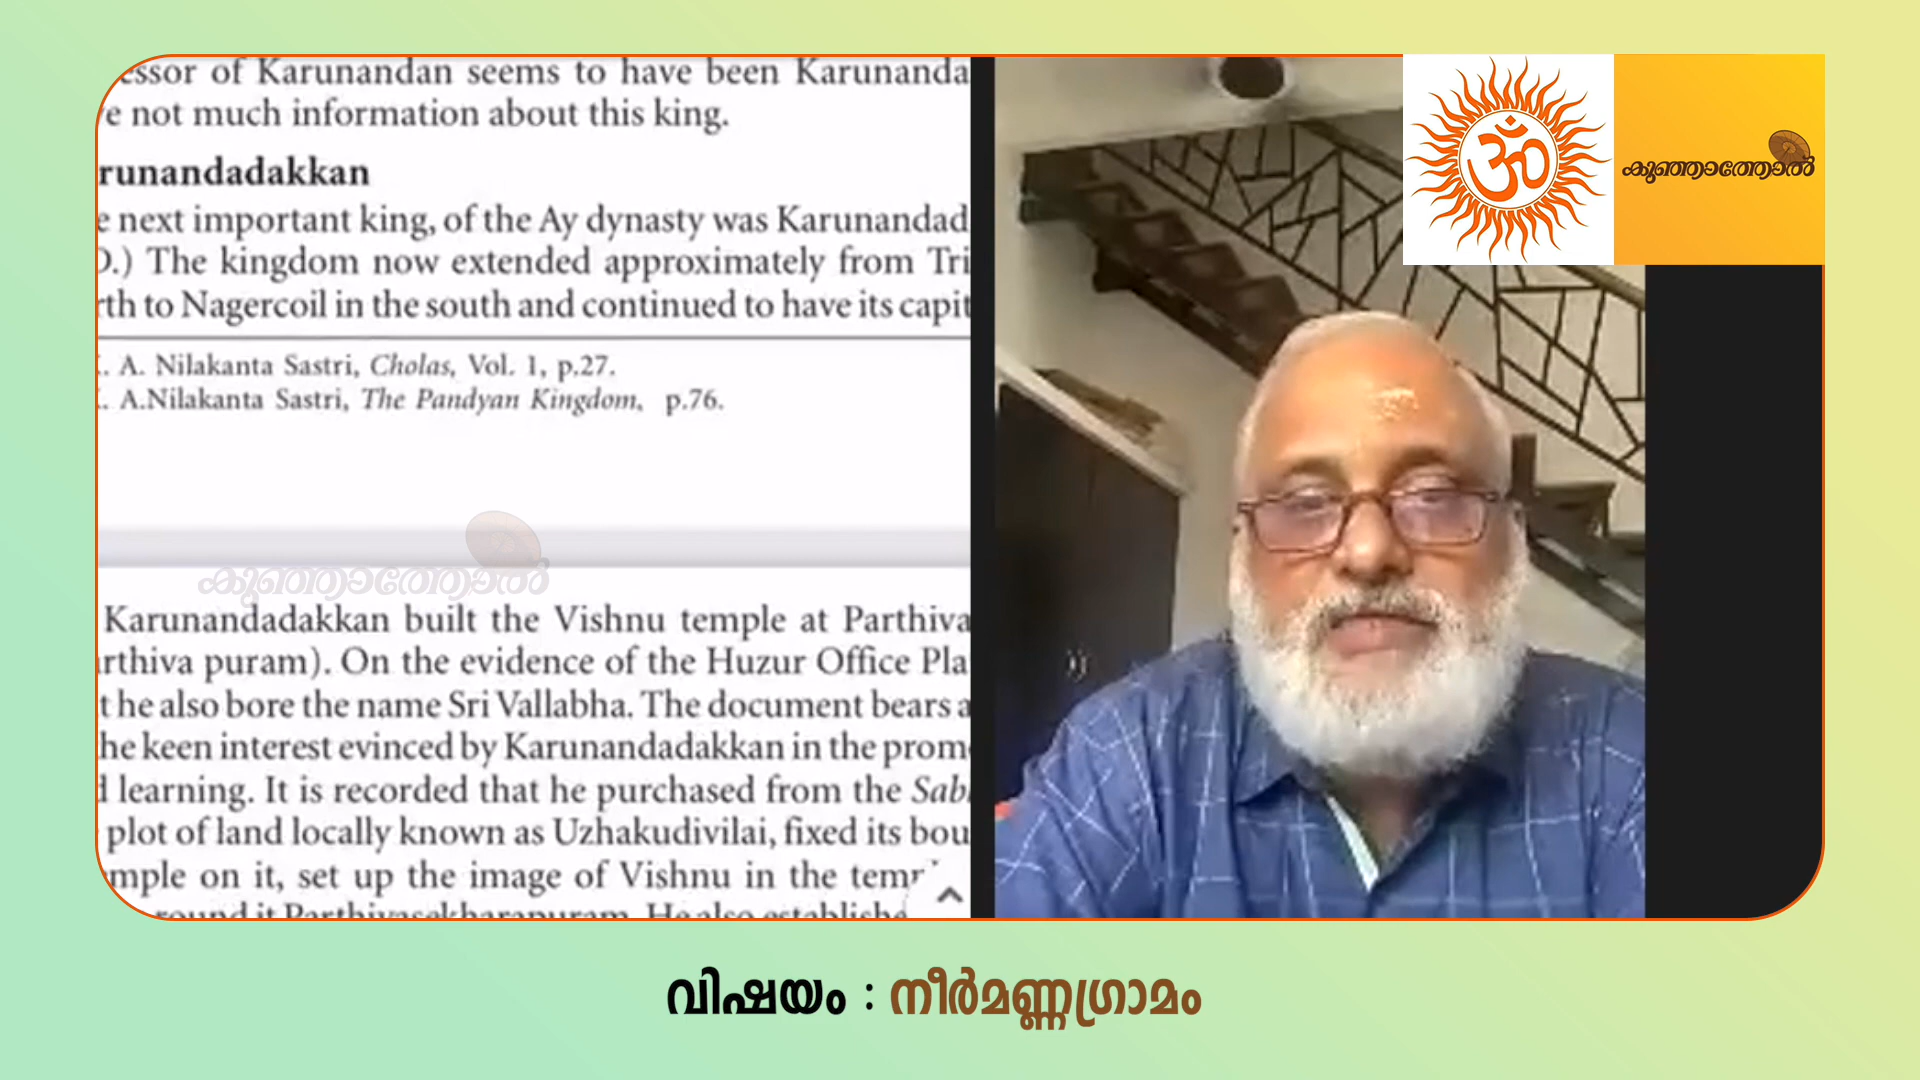 essor of Karunandan seems to have been Karunanda
e not much information about this king.
runandadakkan
e next important king, of the Ay dynasty was Karunandad
D.) The kingdom now extended approximately from Tri
rth to Nagercoil in the south and continued to have its capit
. A. Nilakanta Sastri, Cholas, Vol. 1, p.27.
. A.Nilakanta Sastri, The Pandyan Kingdom, p.76.
Karunandadakkan built the Vishnu temple at Parthiva
rthiva puram). On the evidence of the Huzur Office Pla
t he also bore the name Sri Vallabha. The document bears a
he keen interest evinced by Karunandadakkan in the prom
d learning. It is recorded that he purchased from the Sab
plot of land locally known as Uzhakudivilai, fixed its bou
mple on it, set up the image of Vishnu in the temp
round it Parthivasekharapuram. He also establishe
ॐ
കുഞ്ഞാത്തോൽ
കുഞ്ഞാത്തോൽ
വിഷയം : നീർമണ്ണഗ്രാമം